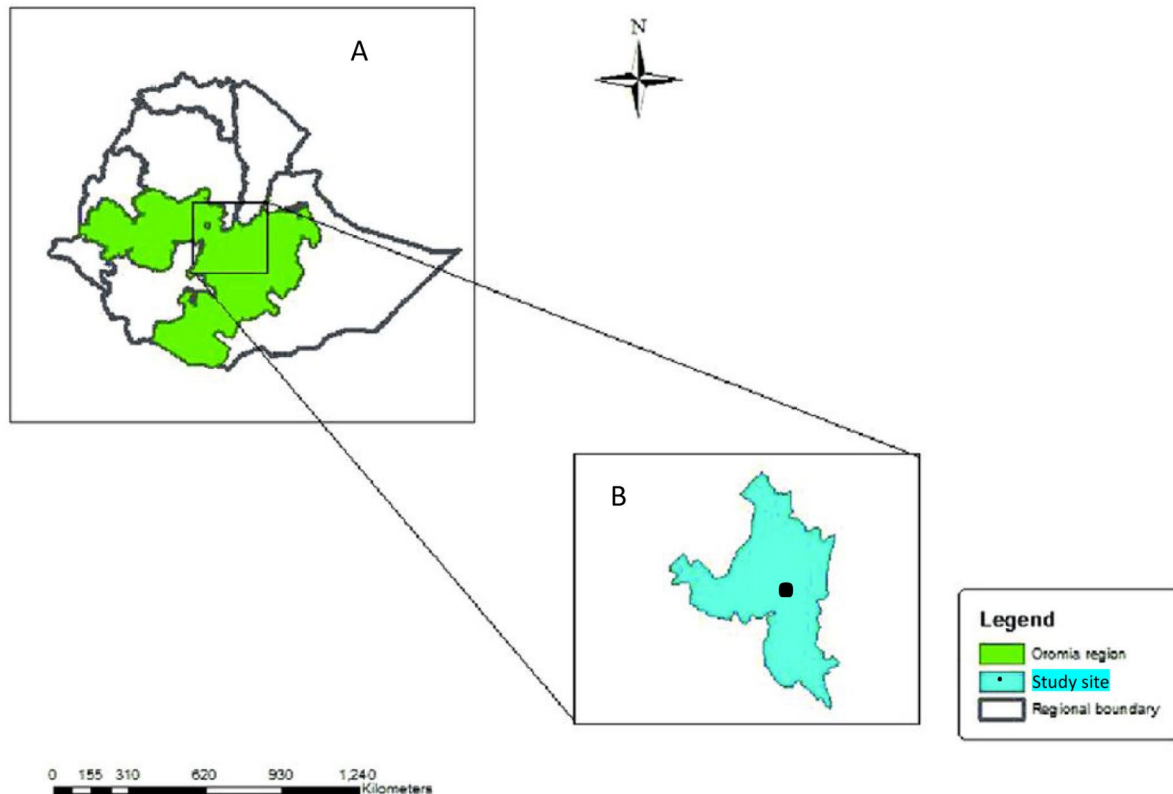 A
N
B
Legend
Oromia region
Study site
Regional boundary
0 155 310 620 930 1,240
Kilometers